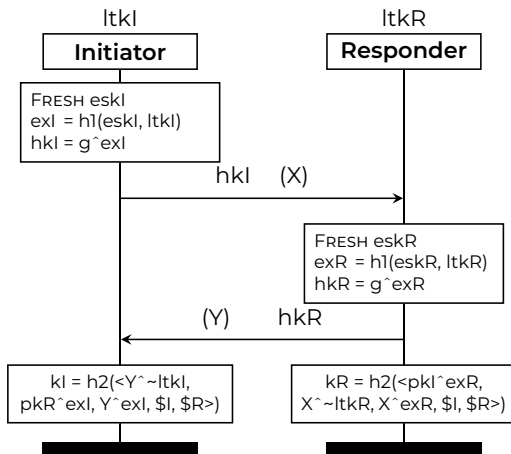 ltkI
ltkR
Initiator
Responder
FRESH eskI
exI = h1(eskI, ltkI)
hkI = g^exI
hkI (X)
FRESH eskR
exR = h1(eskR, ltkR)
hkR = g^exR
(Y) hkR
kI = h2(<Y^~ltkI,
pkR^exI, Y^exI, $I, $R>)
kR = h2(<pkI^exR,
X^~ltkR, X^exR, $I, $R>)